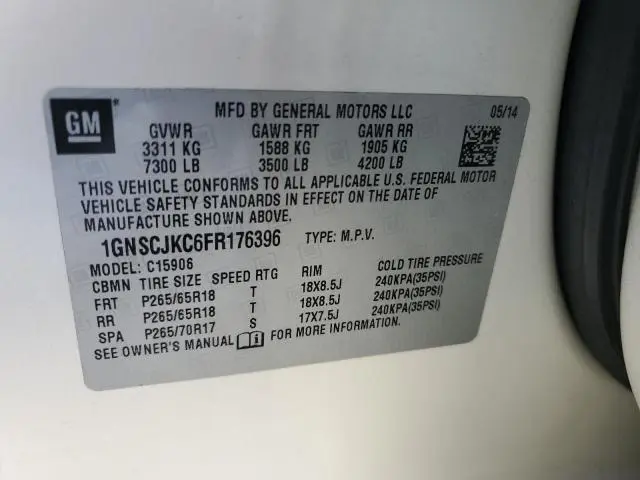 GM
MFD BY GENERAL MOTORS LLC 05/14
GVWR GAWR FRT GAWR RR
3311 KG 1588 KG 1905 KG
7300 LB 3500 LB 4200 LB
THIS VEHICLE CONFORMS TO ALL APPLICABLE U.S. FEDERAL MOTOR
VEHICLE SAFETY STANDARDS IN EFFECT ON THE DATE OF
MANUFACTURE SHOWN ABOVE.
1GNSCJKC6FR176396 TYPE: M.P.V.
MODEL: C15906
CBMN TIRE SIZE SPEED RTG RIM COLD TIRE PRESSURE
FRT P265/65R18 T 18X8.5J 240KPA(35PSI)
RR P265/65R18 T 18X8.5J 240KPA(35PSI)
SPA P265/70R17 S 17X7.5J 240KPA(35PSI)
SEE OWNER'S MANUAL FOR MORE INFORMATION.